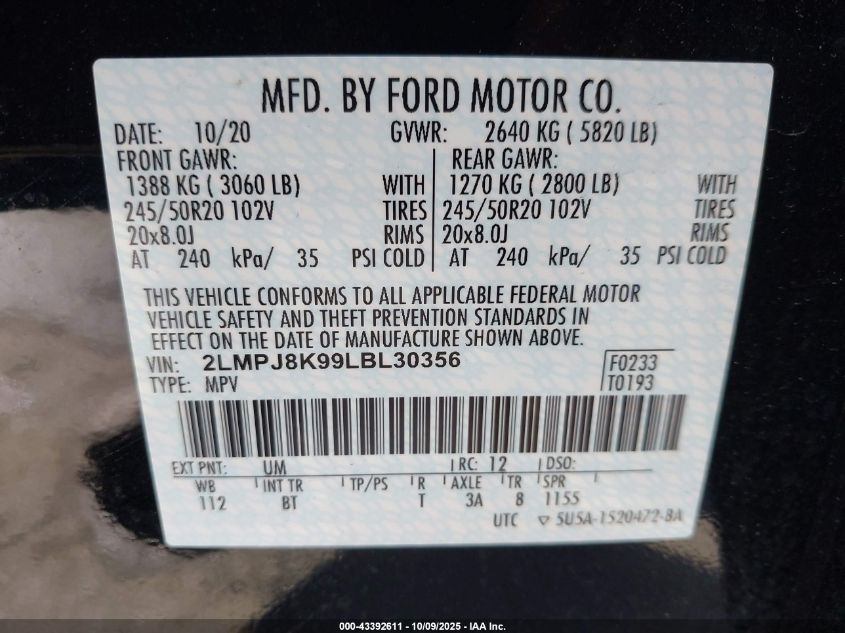 MFD. BY FORD MOTOR CO.
DATE: 10/20 GVWR: 2640 KG ( 5820 LB)
FRONT GAWR: REAR GAWR:
1388 KG ( 3060 LB) WITH 1270 KG ( 2800 LB) WITH
245/50R20 102V TIRES 245/50R20 102V TIRES
20x8.0J RIMS 20x8.0J RIMS
AT 240 kPa/ 35 PSI COLD AT 240 kPa/ 35 PSI COLD
THIS VEHICLE CONFORMS TO ALL APPLICABLE FEDERAL MOTOR
VEHICLE SAFETY AND THEFT PREVENTION STANDARDS IN
EFFECT ON THE DATE OF MANUFACTURE SHOWN ABOVE.
VIN: 2LMPJ8K99LBL30356 F0233
TYPE: MPV T0193
EXT PNT: UM RC: 12 DSO:
WB INT TR TP/PS R AXLE TR SPR
112 BT T 3A 8 1155
UTC ▽ 5U5A-1520472-BA
000-43392611 - 10/09/2025 - IAA Inc.